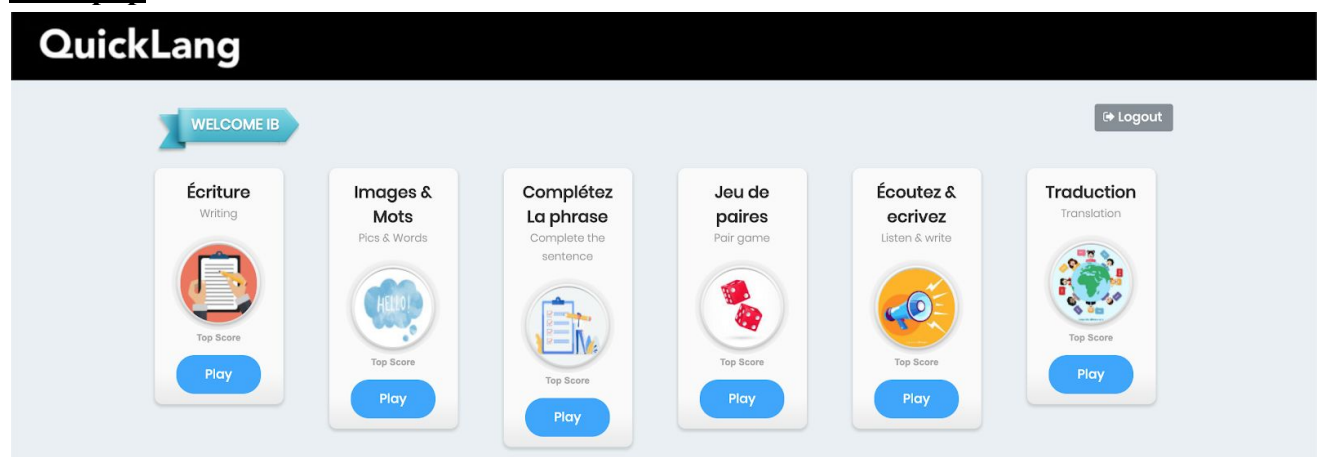 QuickLang
WELCOME IB
Logout
Écriture
Writing
Top Score
Play
Images &
Mots
Pics & Words
HELLO!
Top Score
Play
Complétez
La phrase
Complete the
sentence
Top Score
Play
Jeu de
paires
Pair game
Top Score
Play
Écoutez &
ecrivez
Listen & write
Top Score
Play
Traduction
Translation
Top Score
Play